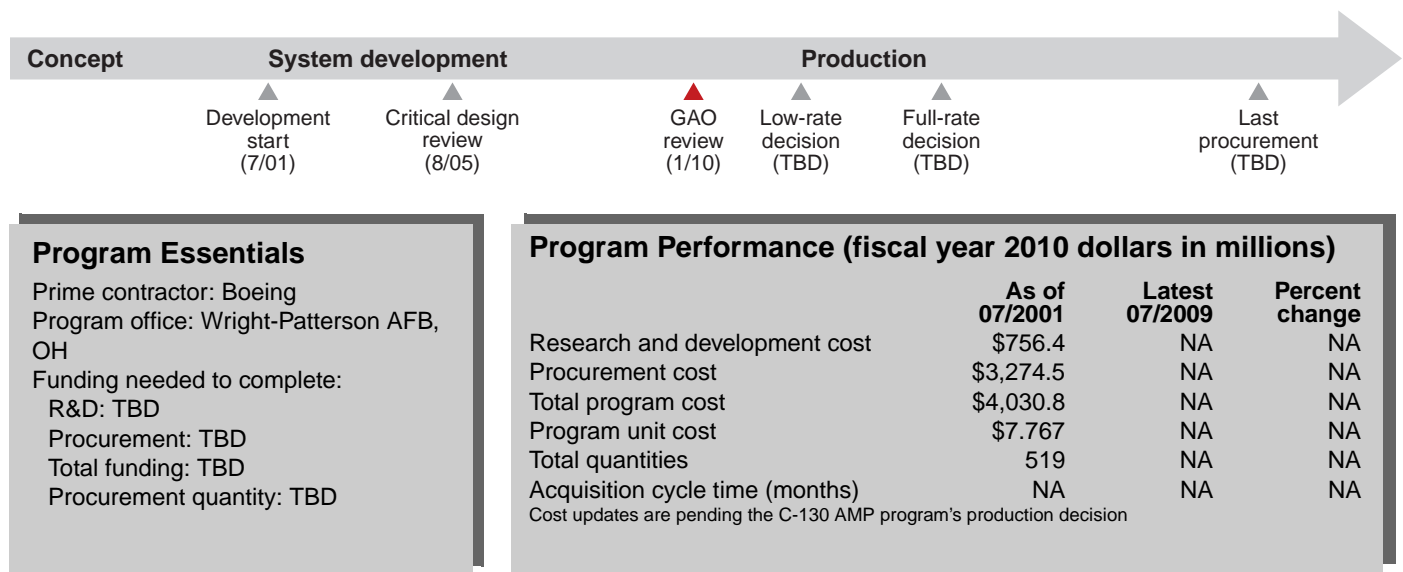 Concept System development Production
Development start (7/01)
Critical design review (8/05)
GAO review (1/10)
Low-rate decision (TBD)
Full-rate decision (TBD)
Last procurement (TBD)
Program Essentials
Prime contractor: Boeing
Program office: Wright-Patterson AFB,
OH
Funding needed to complete:
R&D: TBD
Procurement: TBD
Total funding: TBD
Procurement quantity: TBD
Program Performance (fiscal year 2010 dollars in millions)
As of 07/2001 Latest 07/2009 Percent change
Research and development cost $756.4 NA NA
Procurement cost $3,274.5 NA NA
Total program cost $4,030.8 NA NA
Program unit cost $7.767 NA NA
Total quantities 519 NA NA
Acquisition cycle time (months) NA NA NA
Cost updates are pending the C-130 AMP program's production decision